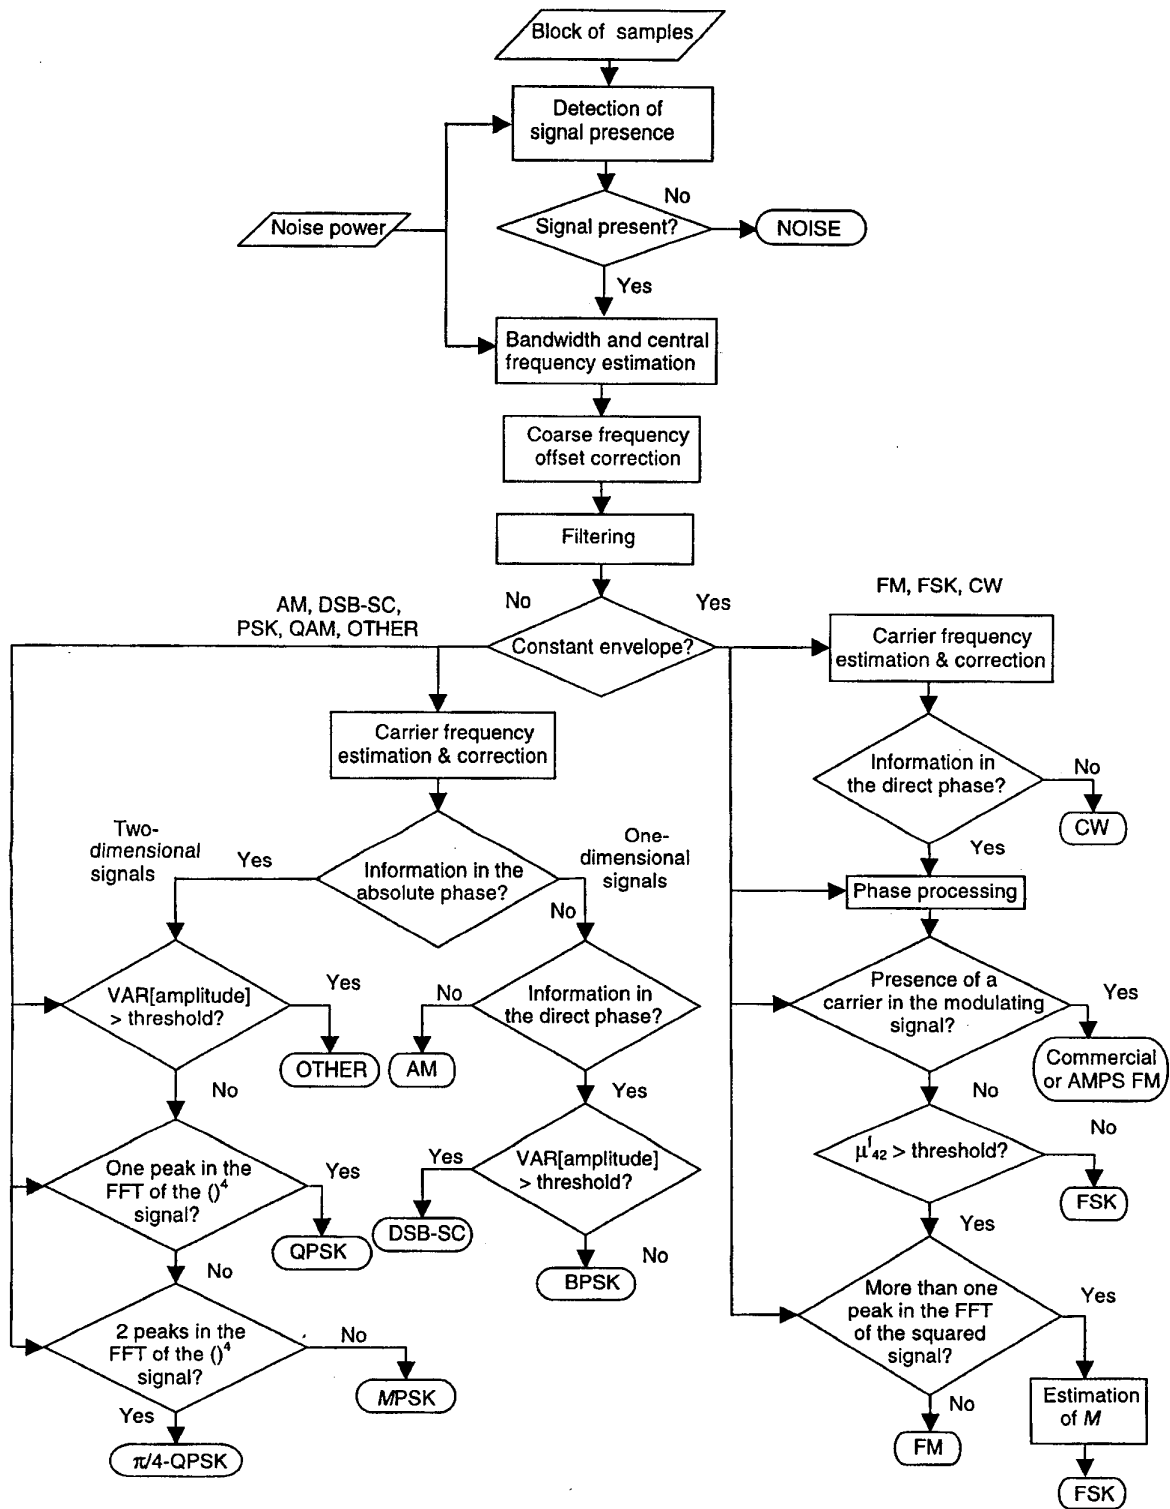 Block of samples
Detection of
signal presence
No
Noise power
Signal present?
NOISE
Yes
Bandwidth and central
frequency estimation
Coarse frequency
offset correction
Filtering
AM, DSB-SC,
PSK, QAM, OTHER
No
Yes
FM, FSK, CW
Constant envelope?
Carrier frequency
estimation & correction
Carrier frequency
estimation & correction
Information in
the direct phase?
No
CW
Yes
Two-
dimensional
signals
Yes
Information in the
absolute phase?
One-
dimensional
signals
No
Phase processing
VAR[amplitude]
> threshold?
Yes
OTHER
No
No
Information in
the direct phase?
AM
Yes
Presence of a
carrier in the modulating
signal?
Yes
Commercial
or AMPS FM
No
One peak in the
FFT of the ()⁴
signal?
Yes
QPSK
No
Yes
VAR[amplitude]
> threshold?
DSB-SC
No
BPSK
μᶠ₄₂ > threshold?
No
FSK
Yes
2 peaks in the
FFT of the ()⁴
signal?
No
MPSK
Yes
π/4-QPSK
More than one
peak in the FFT
of the squared
signal?
Yes
No
FM
Estimation
of M
FSK